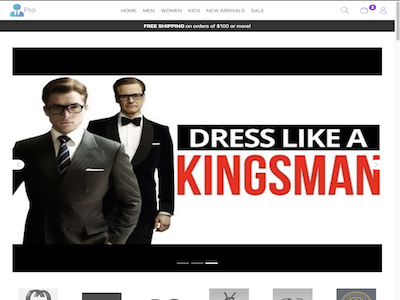 Pro
HOME MEN WOMEN KIDS NEW ARRIVALS SALE
0
FREE SHIPPING on orders of $100 or more!
DRESS LIKE A
KINGSMAN